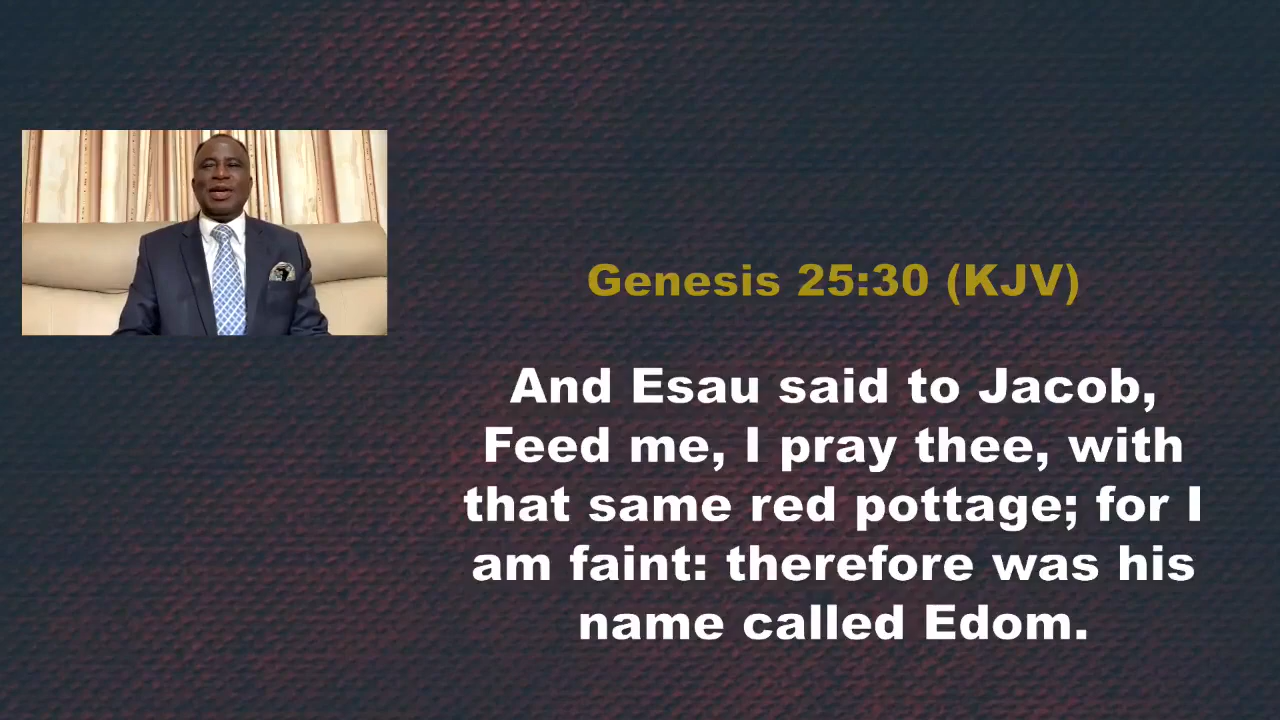 Genesis 25:30 (KJV)
And Esau said to Jacob,
Feed me, I pray thee, with
that same red pottage; for I
am faint: therefore was his
name called Edom.